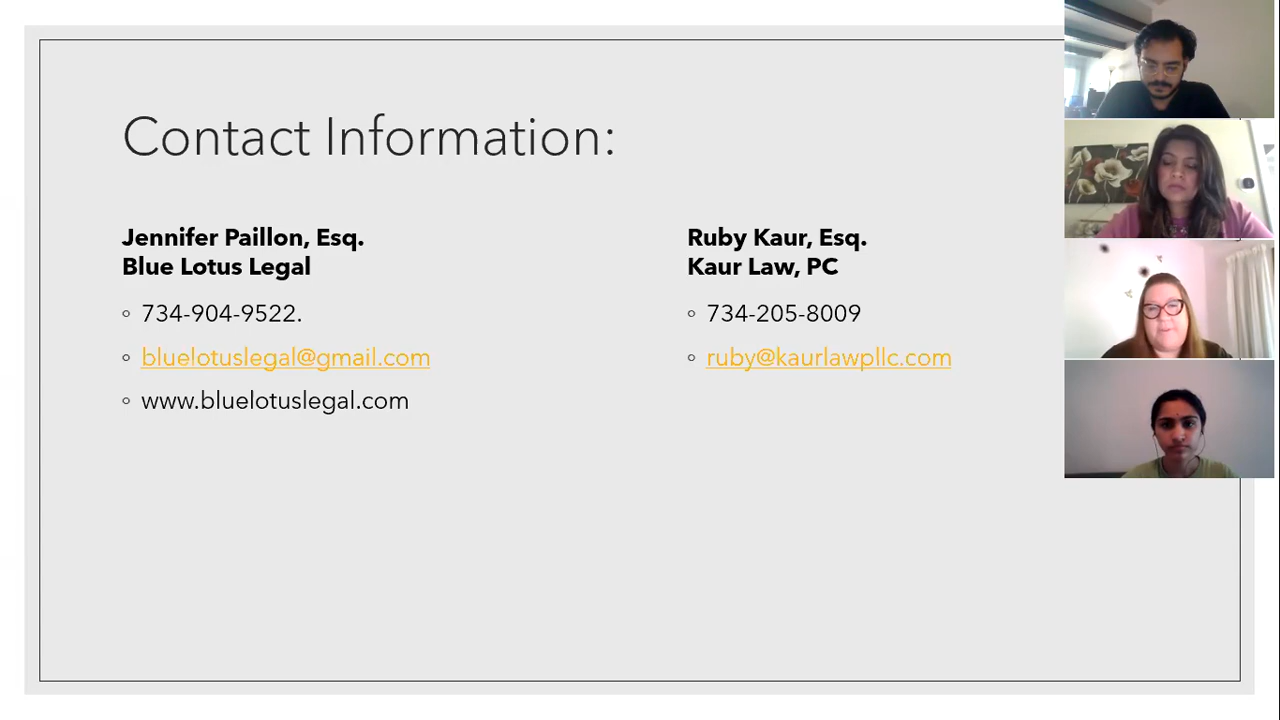 Contact Information:
Jennifer Paillon, Esq.
Blue Lotus Legal
734-904-9522.
bluelotuslegal@gmail.com
www.bluelotuslegal.com
Ruby Kaur, Esq.
Kaur Law, PC
734-205-8009
ruby@kaurlawpllc.com